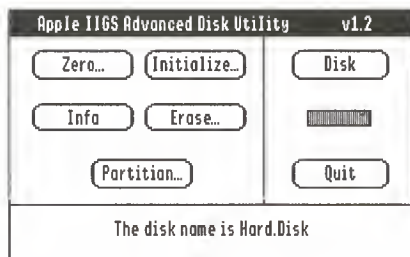 Apple IIGS Advanced Disk Utility v1.2
Zero... Initialize... Disk
Info Erase...
Partition... Quit
The disk name is Hard.Disk